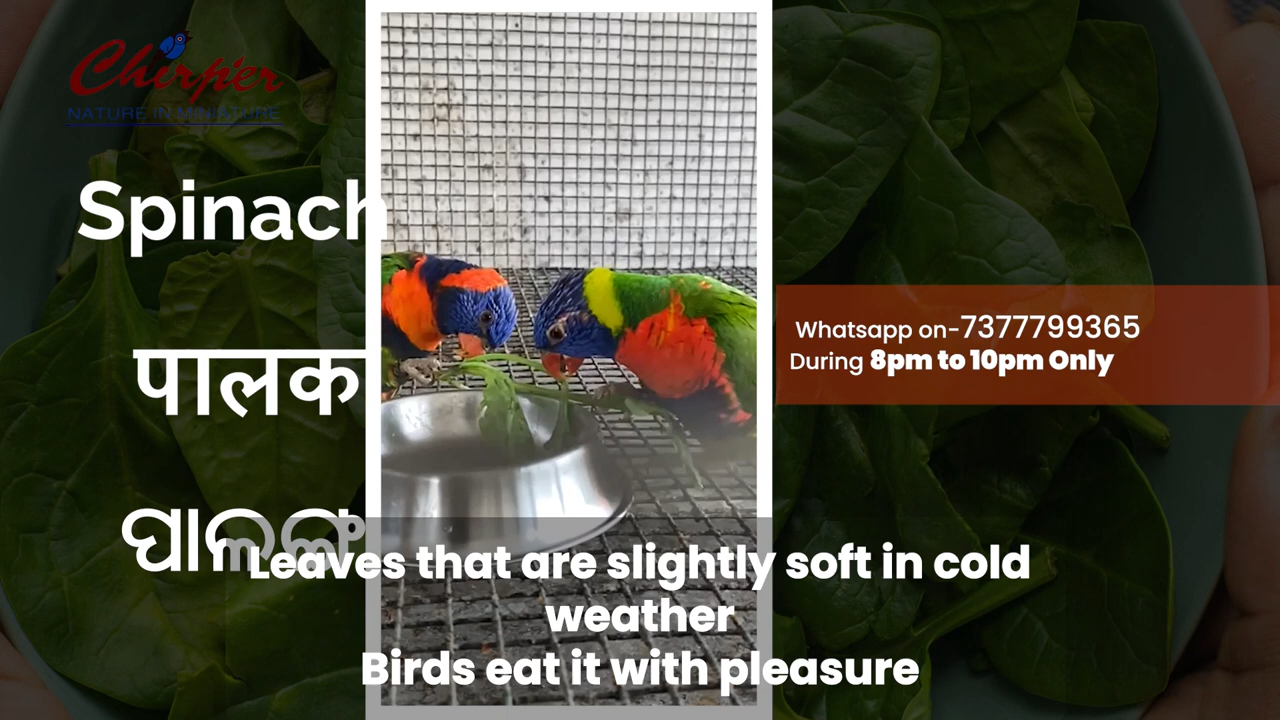 Chirper
NATURE IN MINIATURE
Spinach
पालक
Whatsapp on-7377799365
During 8pm to 10pm Only
Leaves that are slightly soft in cold
weather
Birds eat it with pleasure